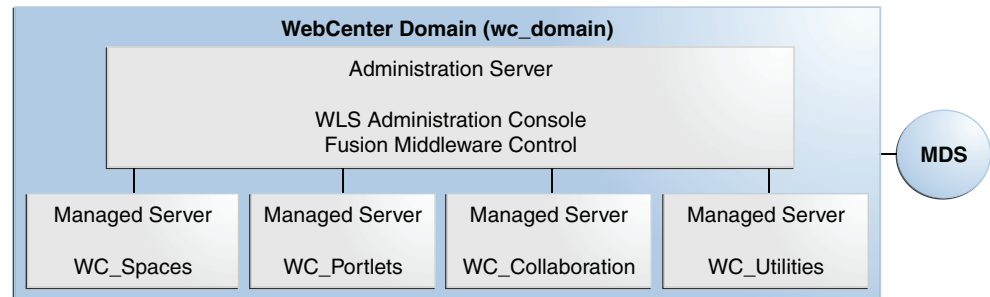 WebCenter Domain (wc_domain)
Administration Server
WLS Administration Console
Fusion Middleware Control
MDS
Managed Server
WC_Spaces
Managed Server
WC_Portlets
Managed Server
WC_Collaboration
Managed Server
WC_Utilities